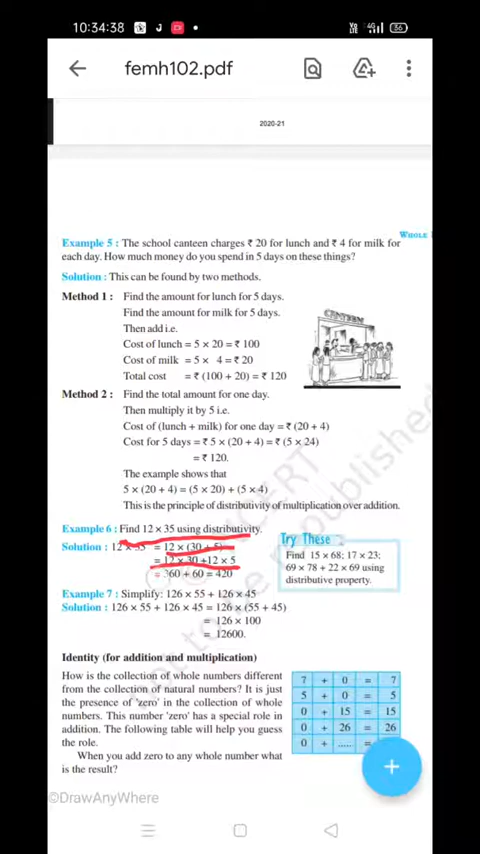 10:34:38
Vo LTE 4G 36
femh102.pdf
2020-21
WHOLE
Example 5 : The school canteen charges ₹ 20 for lunch and ₹ 4 for milk for
each day. How much money do you spend in 5 days on these things?
Solution : This can be found by two methods.
Method 1 : Find the amount for lunch for 5 days.
Find the amount for milk for 5 days.
Then add i.e.
Cost of lunch = 5 × 20 = ₹ 100
Cost of milk = 5 × 4 = ₹ 20
Total cost = ₹ (100 + 20) = ₹ 120
CANTEEN
Method 2 : Find the total amount for one day.
Then multiply it by 5 i.e.
Cost of (lunch + milk) for one day = ₹ (20 + 4)
Cost for 5 days = ₹ 5 × (20 + 4) = ₹ (5 × 24)
= ₹ 120.
The example shows that
5 × (20 + 4) = (5 × 20) + (5 × 4)
This is the principle of distributivity of multiplication over addition.
Example 6 : Find 12 × 35 using distributivity.
Solution : 12 × 35 = 12 × (30 + 5)
= 12 × 30 +12 × 5
= 360 + 60 = 420
Try These
Find 15 × 68; 17 × 23;
69 × 78 + 22 × 69 using
distributive property.
Example 7 : Simplify: 126 × 55 + 126 × 45
Solution : 126 × 55 + 126 × 45 = 126 × (55 + 45)
= 126 × 100
= 12600.
Identity (for addition and multiplication)
How is the collection of whole numbers different
from the collection of natural numbers? It is just
the presence of 'zero' in the collection of whole
numbers. This number 'zero' has a special role in
addition. The following table will help you guess
the role.
When you add zero to any whole number what
is the result?
7 + 0 = 7
5 + 0 = 5
0 + 15 = 15
0 + 26 = 26
0 + ..... =
©DrawAnyWhere